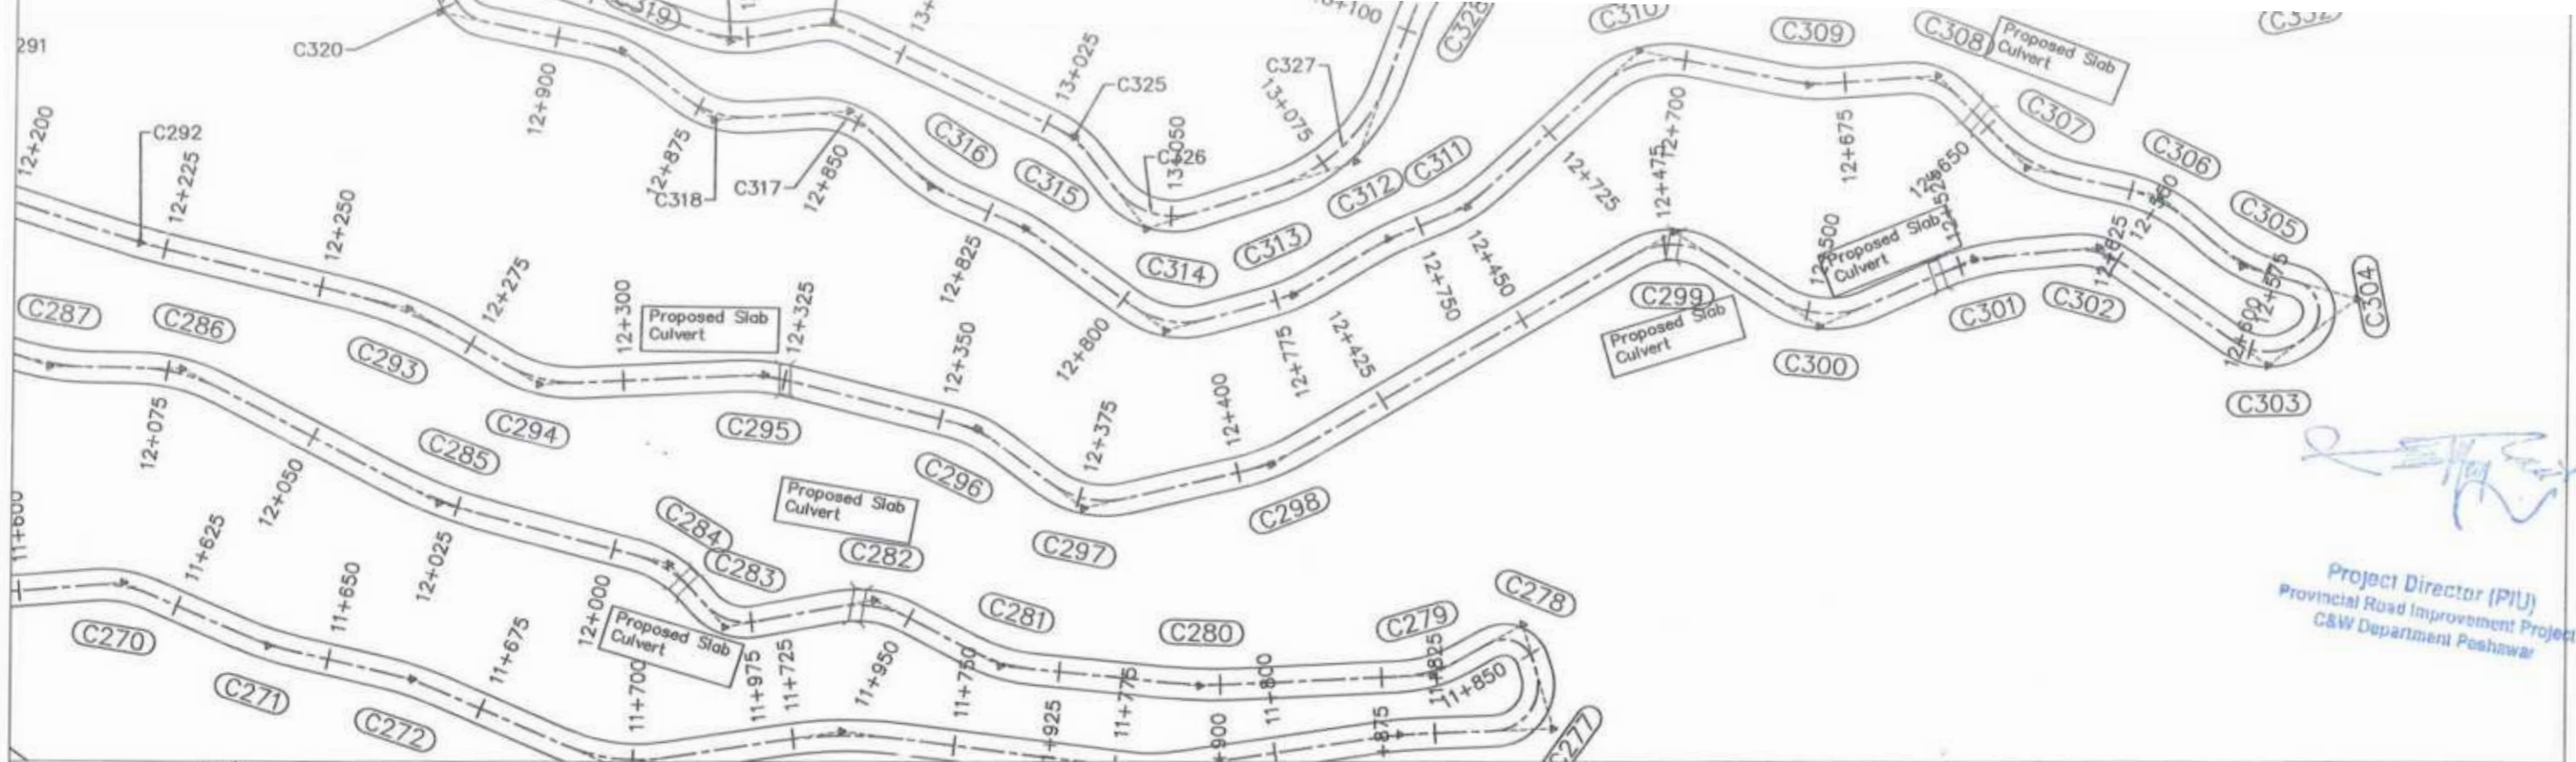 C319
C310
C309
C308
Proposed Slab
Culvert
291
C320
13+025
C327
C328
C325
12+900
12+200
C292
12+225
12+875
C316
13+075
12+700
12+675
C307
C306
13+050
C326
12+475
12+650
C318
C317
12+850
C315
C312
C311
12+725
C305
12+250
12+825
C313
C314
12+500
Proposed Slab
Culvert
12+525
12+550
12+575
C304
12+275
12+300
Proposed Slab
Culvert
12+325
12+450
12+750
C299
C301
C302
C287
C286
C293
12+350
12+800
12+775
12+425
Proposed Slab
Culvert
C300
12+600
C303
C294
C295
12+375
12+400
12+075
C285
C296
12+050
Proposed Slab
Culvert
C298
C284
C297
C282
11+600
11+625
12+025
C283
C278
11+650
12+000
Project Director (PIU)
Provincial Road Improvement Project
C&W Department Peshawar
C270
11+675
Proposed Slab
Culvert
C281
C280
C279
11+825
C271
C272
11+700
11+975
11+725
11+950
11+750
11+775
11+800
11+850
+925
+900
+875
C277